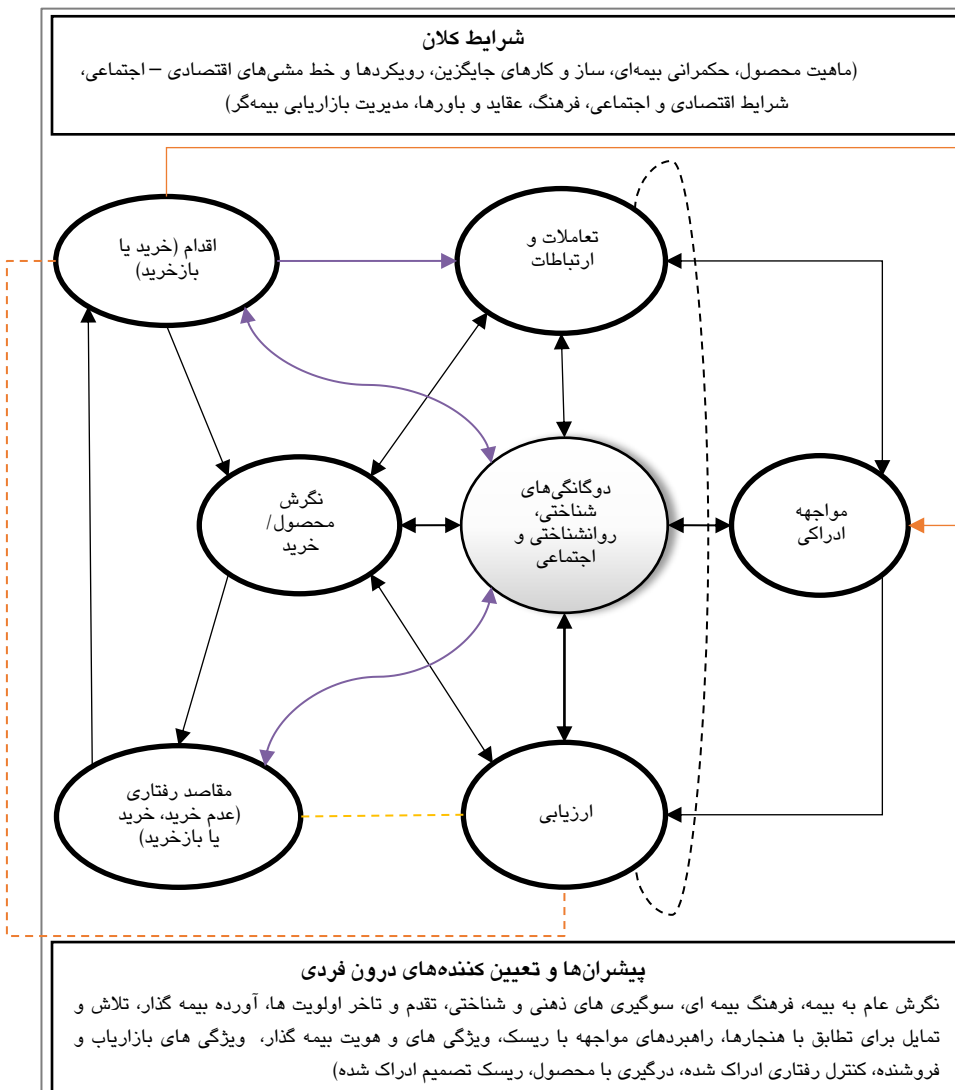 شرایط کلان
(ماهیت محصول، حکمرانی بیمه‌ای، ساز و کارهای جایگزین، رویکردها و خط مشی‌های اقتصادی – اجتماعی،
شرایط اقتصادی و اجتماعی، فرهنگ، عقاید و باورها، مدیریت بازاریابی بیمه‌گر)
تعاملات و
ارتباطات
اقدام (خرید یا
بازخرید)
دوگانگی‌های
شناختی،
روانشناختی و
اجتماعی
مواجهه
ادراکی
نگرش
محصول/
خرید
ارزیابی
مقاصد رفتاری
(عدم خرید، خرید
یا بازخرید)
پیشران‌ها و تعیین کننده‌های درون فردی
نگرش عام به بیمه، فرهنگ بیمه ای، سوگیری های ذهنی و شناختی، تقدم و تاخر اولویت ها، آورده بیمه گذار، تلاش و
تمایل برای تطابق با هنجارها، راهبردهای مواجهه با ریسک، ویژگی های و هویت بیمه گذار، ویژگی های بازاریاب و
فروشنده، کنترل رفتاری ادراک شده، درگیری با محصول، ریسک تصمیم ادراک شده)